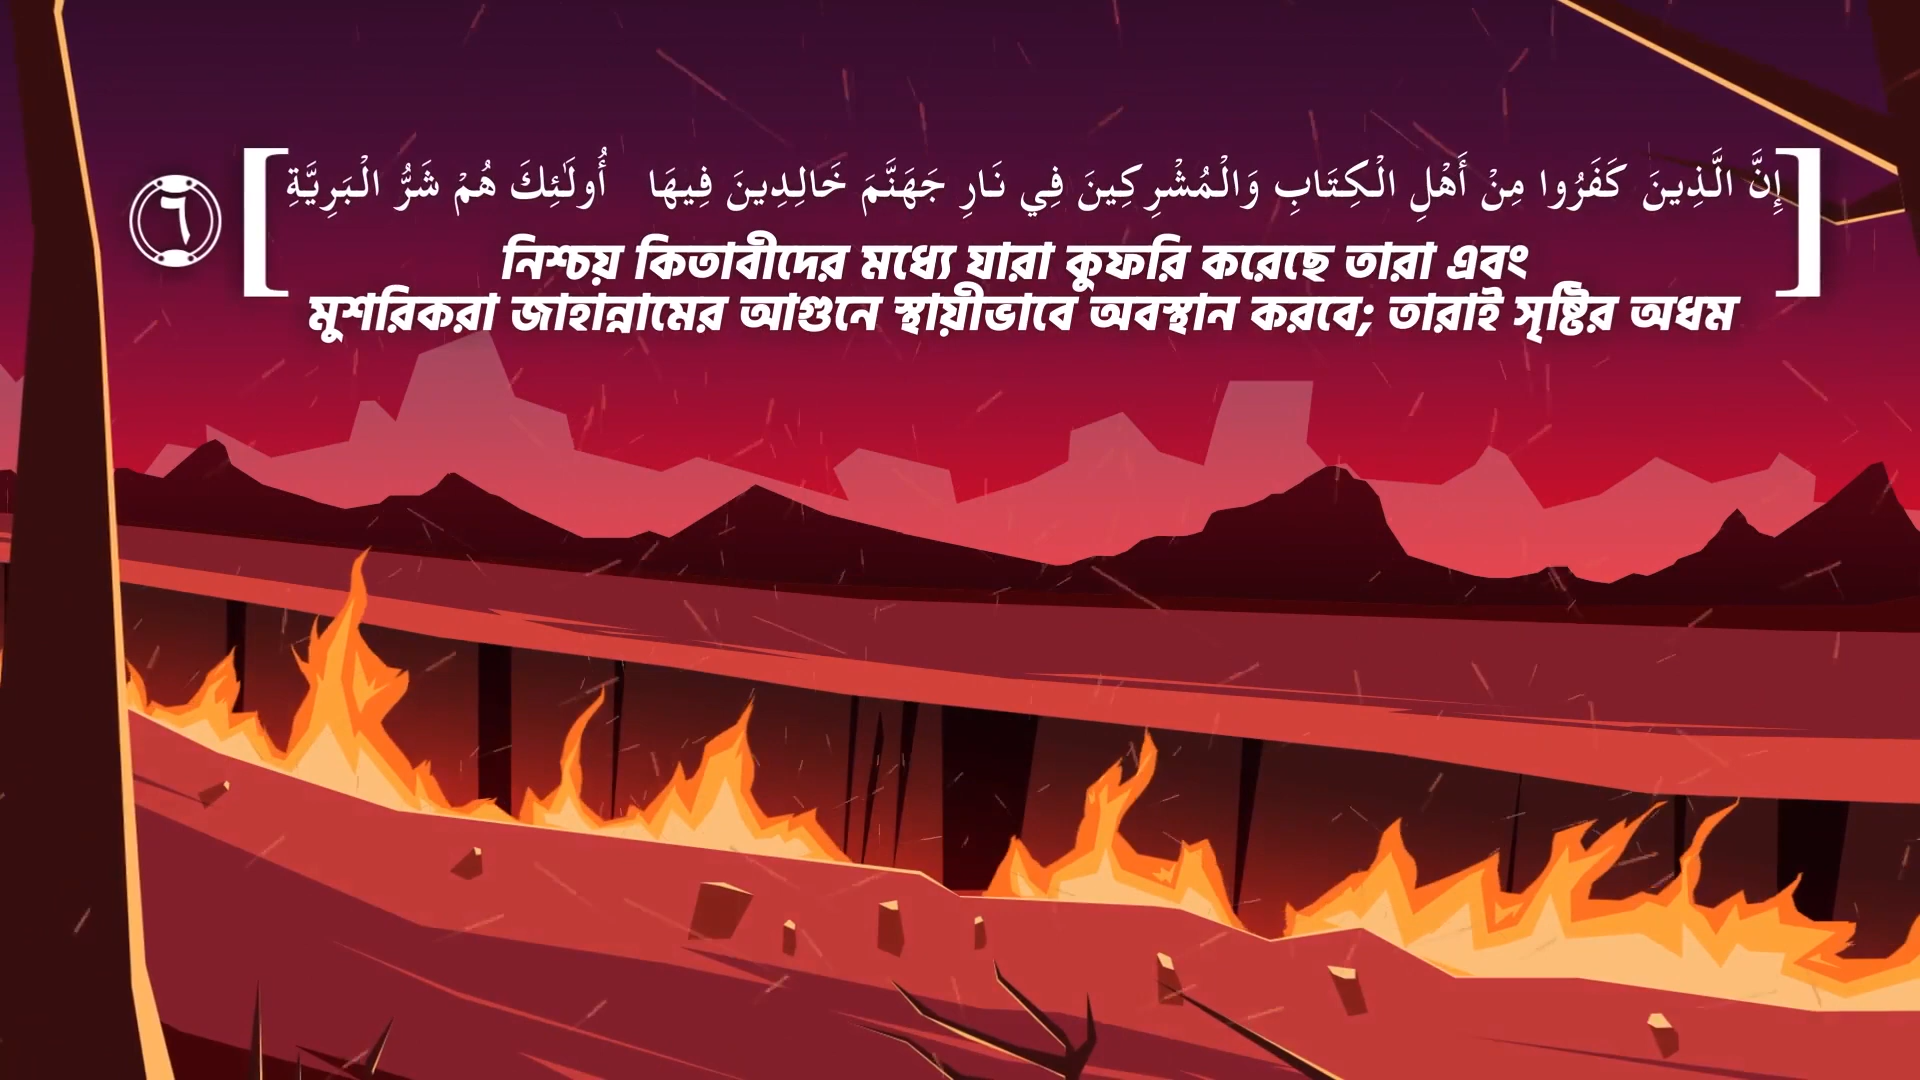 إِنَّ الَّذِينَ كَفَرُوا مِنْ أَهْلِ الْكِتَابِ وَالْمُشْرِكِينَ فِي نَارِ جَهَنَّمَ خَالِدِينَ فِيهَا أُولَٰئِكَ هُمْ شَرُّ الْبَرِيَّةِ ٦
নিশ্চয় কিতাবীদের মধ্যে যারা কুফরি করেছে তারা এবং
মুশরিকরা জাহান্নামের আগুনে স্থায়ীভাবে অবস্থান করবে; তারাই সৃষ্টির অধম